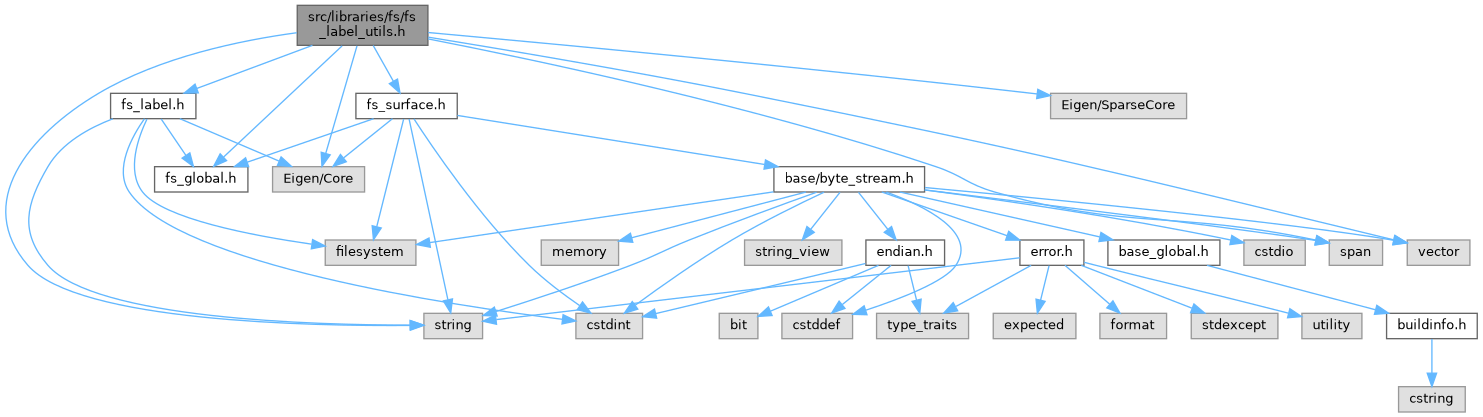 src/libraries/fs/fs
_label_utils.h
fs_label.h
fs_surface.h
Eigen/SparseCore
fs_global.h
Eigen/Core
base/byte_stream.h
filesystem
memory
string_view
endian.h
error.h
base_global.h
cstdio
span
vector
string
cstdint
bit
cstddef
type_traits
expected
format
stdexcept
utility
buildinfo.h
cstring